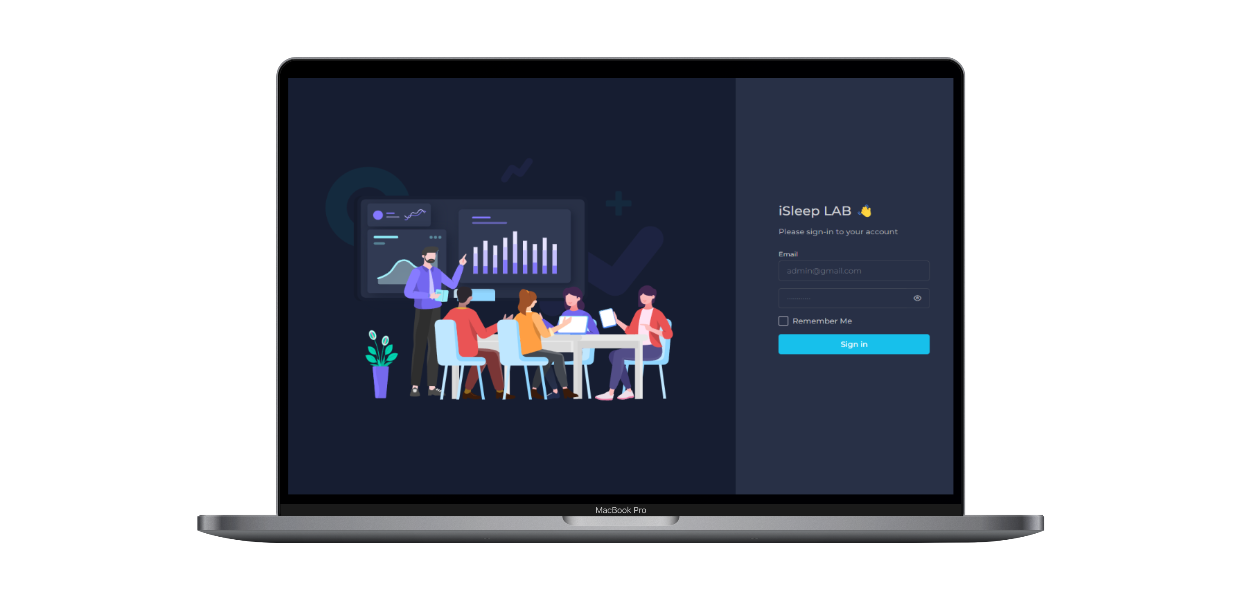 iSleep LAB 👋
Please sign-in to your account
Email
admin@gmail.com
Remember Me
Sign in
MacBook Pro